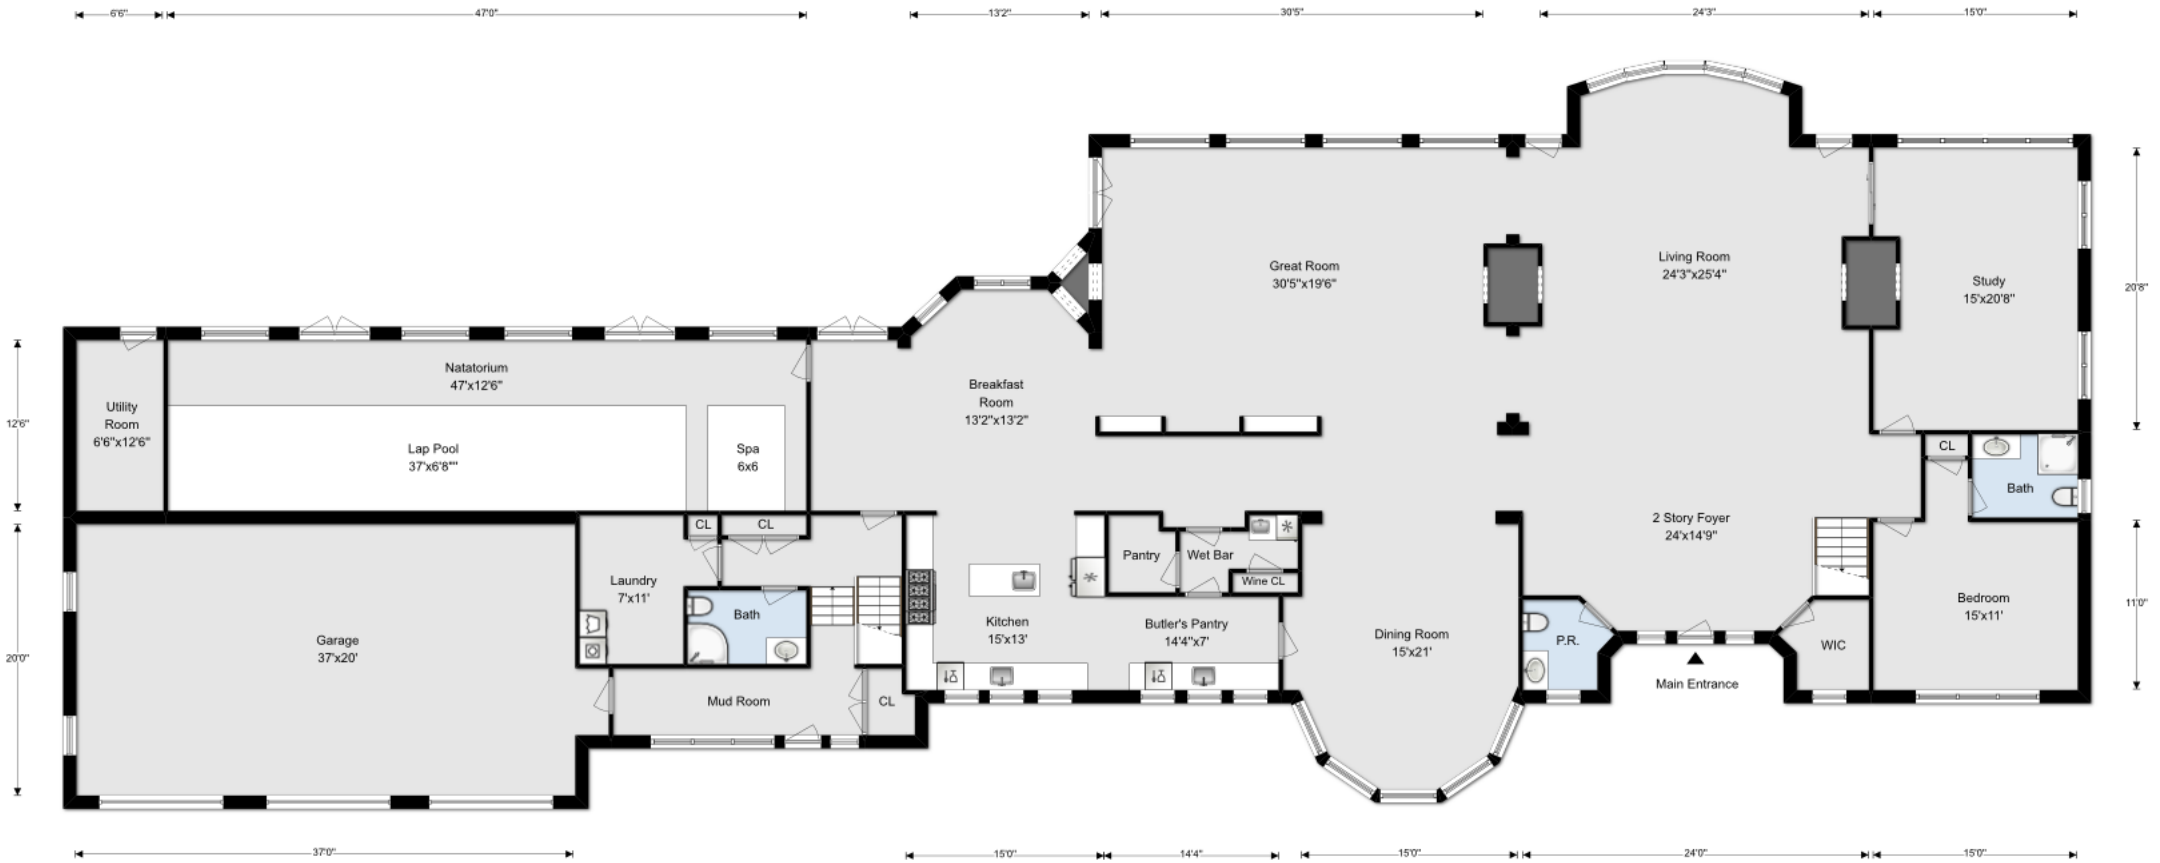 6'6"
47'0"
13'2"
30'5"
24'3"
15'0"
Great Room
30'5"x19'6"
Living Room
24'3"x25'4"
Study
15'x20'8"
20'8"
Natatorium
47'x12'6"
Breakfast
Room
13'2"x13'2"
Utility
Room
6'6"x12'6"
12'6"
Lap Pool
37'x6'8""
Spa
6x6
CL
Bath
CL
CL
2 Story Foyer
24'x14'9"
Pantry
Wet Bar
Wine CL
Laundry
7'x11'
Bath
Kitchen
15'x13'
Butler's Pantry
14'4"x7'
Dining Room
15'x21'
P.R.
WIC
Bedroom
15'x11'
11'0"
Garage
37'x20'
20'0"
Mud Room
CL
Main Entrance
37'0"
15'0"
14'4"
15'0"
24'0"
15'0"